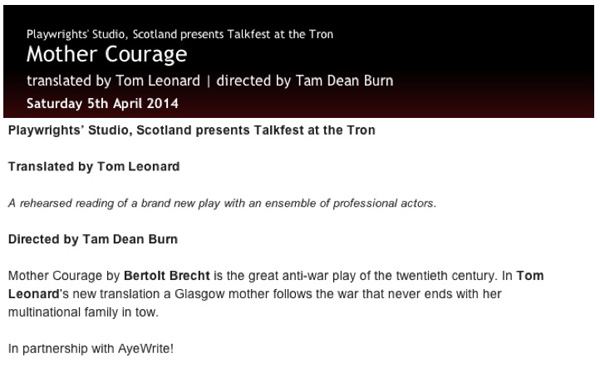 Playwrights' Studio, Scotland presents Talkfest at the Tron
Mother Courage
translated by Tom Leonard | directed by Tam Dean Burn
Saturday 5th April 2014
Playwrights' Studio, Scotland presents Talkfest at the Tron
Translated by Tom Leonard
A rehearsed reading of a brand new play with an ensemble of professional actors.
Directed by Tam Dean Burn
Mother Courage by Bertolt Brecht is the great anti-war play of the twentieth century. In Tom
Leonard's new translation a Glasgow mother follows the war that never ends with her
multinational family in tow.
In partnership with AyeWrite!